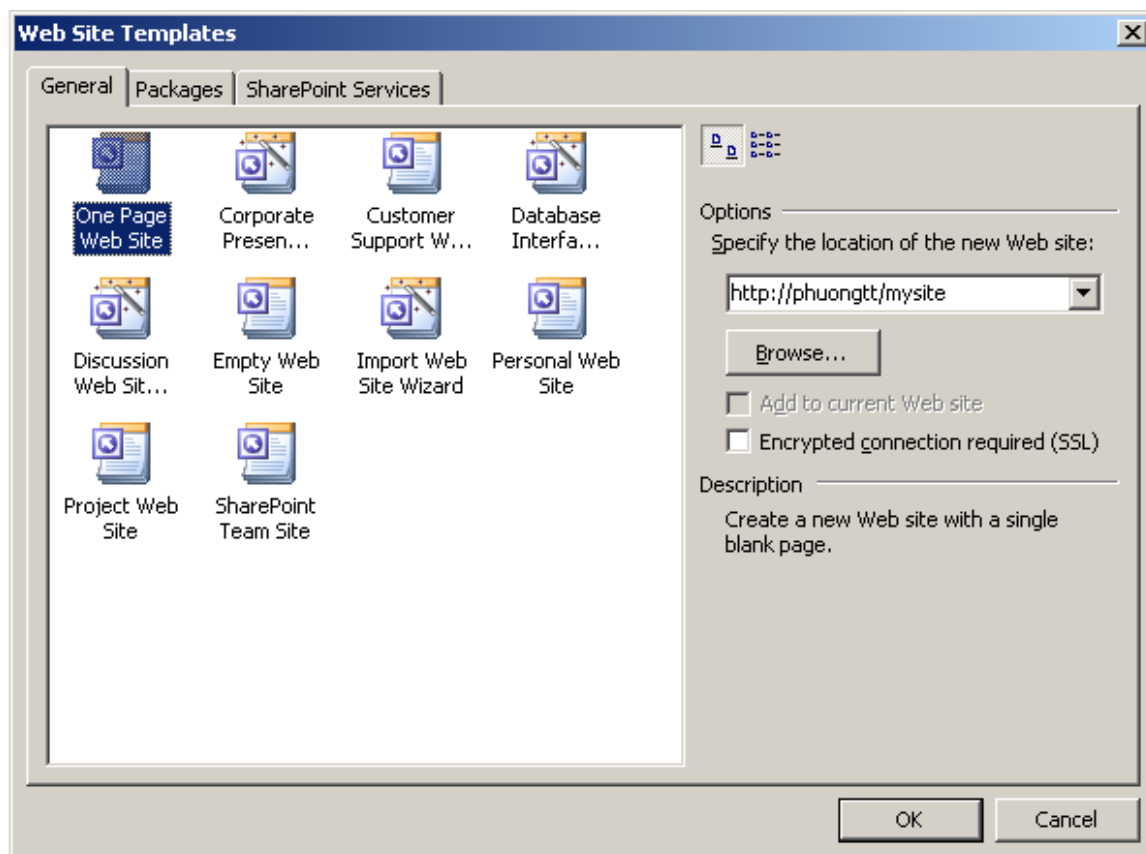 Web Site Templates
General
Packages
SharePoint Services
One Page
Web Site
Corporate
Presen...
Customer
Support W...
Database
Interfa...
Discussion
Web Sit...
Empty Web
Site
Import Web
Site Wizard
Personal Web
Site
Project Web
Site
SharePoint
Team Site
Options
Specify the location of the new Web site:
http://phuongtt/mysite
Browse...
Add to current Web site
Encrypted connection required (SSL)
Description
Create a new Web site with a single
blank page.
OK
Cancel